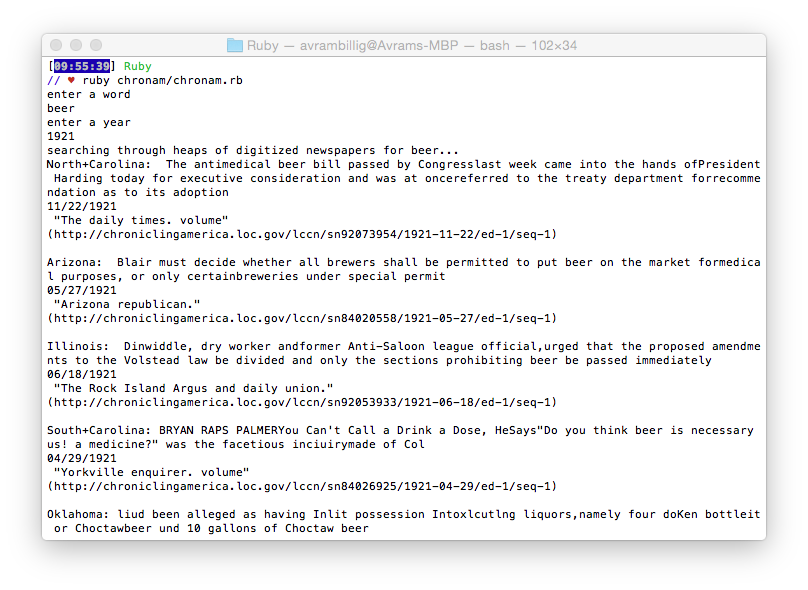 Ruby — avrambillig@Avrams-MBP — bash — 102×34
[09:55:39] Ruby
// ♥ ruby chronam/chronam.rb
enter a word
beer
enter a year
1921
searching through heaps of digitized newspapers for beer...
North+Carolina:  The antimedical beer bill passed by Congresslast week came into the hands ofPresident
 Harding today for executive consideration and was at oncereferred to the treaty department forrecomme
ndation as to its adoption
11/22/1921
 "The daily times. volume"
(http://chroniclingamerica.loc.gov/lccn/sn92073954/1921-11-22/ed-1/seq-1)

Arizona:  Blair must decide whether all brewers shall be permitted to put beer on the market formedica
l purposes, or only certainbreweries under special permit
05/27/1921
 "Arizona republican."
(http://chroniclingamerica.loc.gov/lccn/sn84020558/1921-05-27/ed-1/seq-1)

Illinois:  Dinwiddie, dry worker andformer Anti-Saloon league official,urged that the proposed amendme
nts to the Volstead law be divided and only the sections prohibiting beer be passed immediately
06/18/1921
 "The Rock Island Argus and daily union."
(http://chroniclingamerica.loc.gov/lccn/sn92053933/1921-06-18/ed-1/seq-1)

South+Carolina: BRYAN RAPS PALMERYou Can't Call a Drink a Dose, HeSays"Do you think beer is necessary
us! a medicine?" was the facetious inciuirymade of Col
04/29/1921
 "Yorkville enquirer. volume"
(http://chroniclingamerica.loc.gov/lccn/sn84026925/1921-04-29/ed-1/seq-1)

Oklahoma: liud been alleged as having Inlit possession Intoxlcutlng liquors,namely four doKen bottleit
 or Choctawbeer und 10 gallons of Choctaw beer